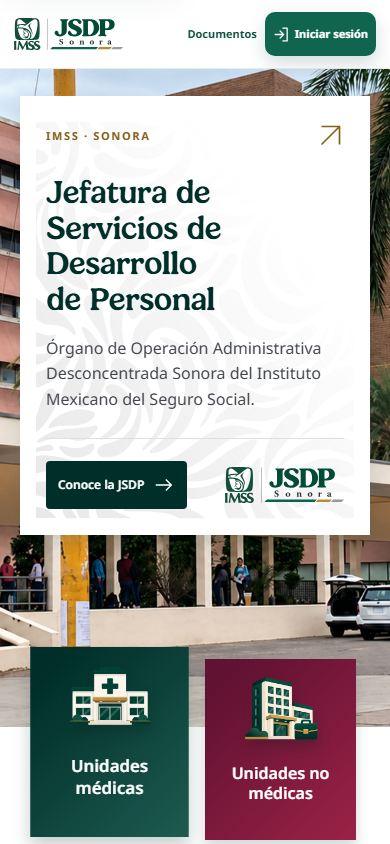 IMSS
JSDP
Sonora
Documentos
Iniciar sesión
IMSS · SONORA
Jefatura de
Servicios de
Desarrollo
de Personal
Órgano de Operación Administrativa
Desconcentrada Sonora del Instituto
Mexicano del Seguro Social.
Conoce la JSDP
IMSS
JSDP
Sonora
Unidades
médicas
Unidades no
médicas